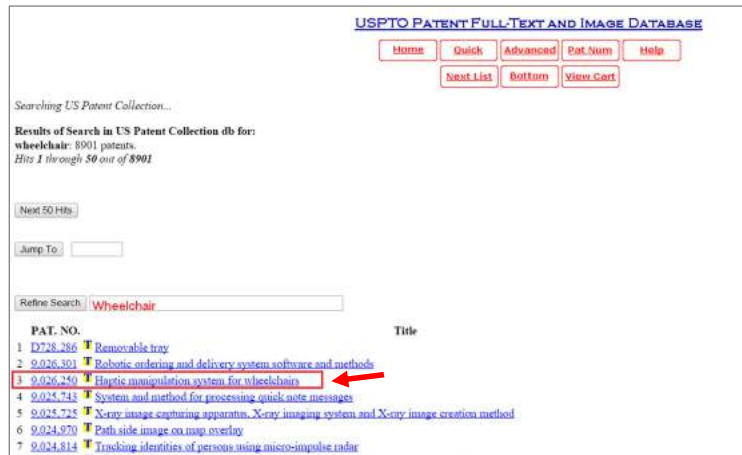 USPTO PATENT FULL-TEXT AND IMAGE DATABASE
Home Quick Advanced Pat Num Help
Next List Bottom View Cart
Searching US Patent Collection...
Results of Search in US Patent Collection db for:
wheelchair: 8901 patents.
Hits 1 through 50 out of 8901
Next 50 Hits
Jump To
Refine Search Wheelchair
PAT. NO. Title
1 D728,286 T Removable tray
2 9,026,301 T Robotic ordering and delivery system software and methods
3 9,026,250 T Haptic manipulation system for wheelchairs
4 9,025,743 T System and method for processing quick note messages
5 9,025,725 T X-ray image capturing apparatus, X-ray imaging system and X-ray image creation method
6 9,024,970 T Path side image on map overlay
7 9,024,814 T Tracking identities of persons using micro-impulse radar